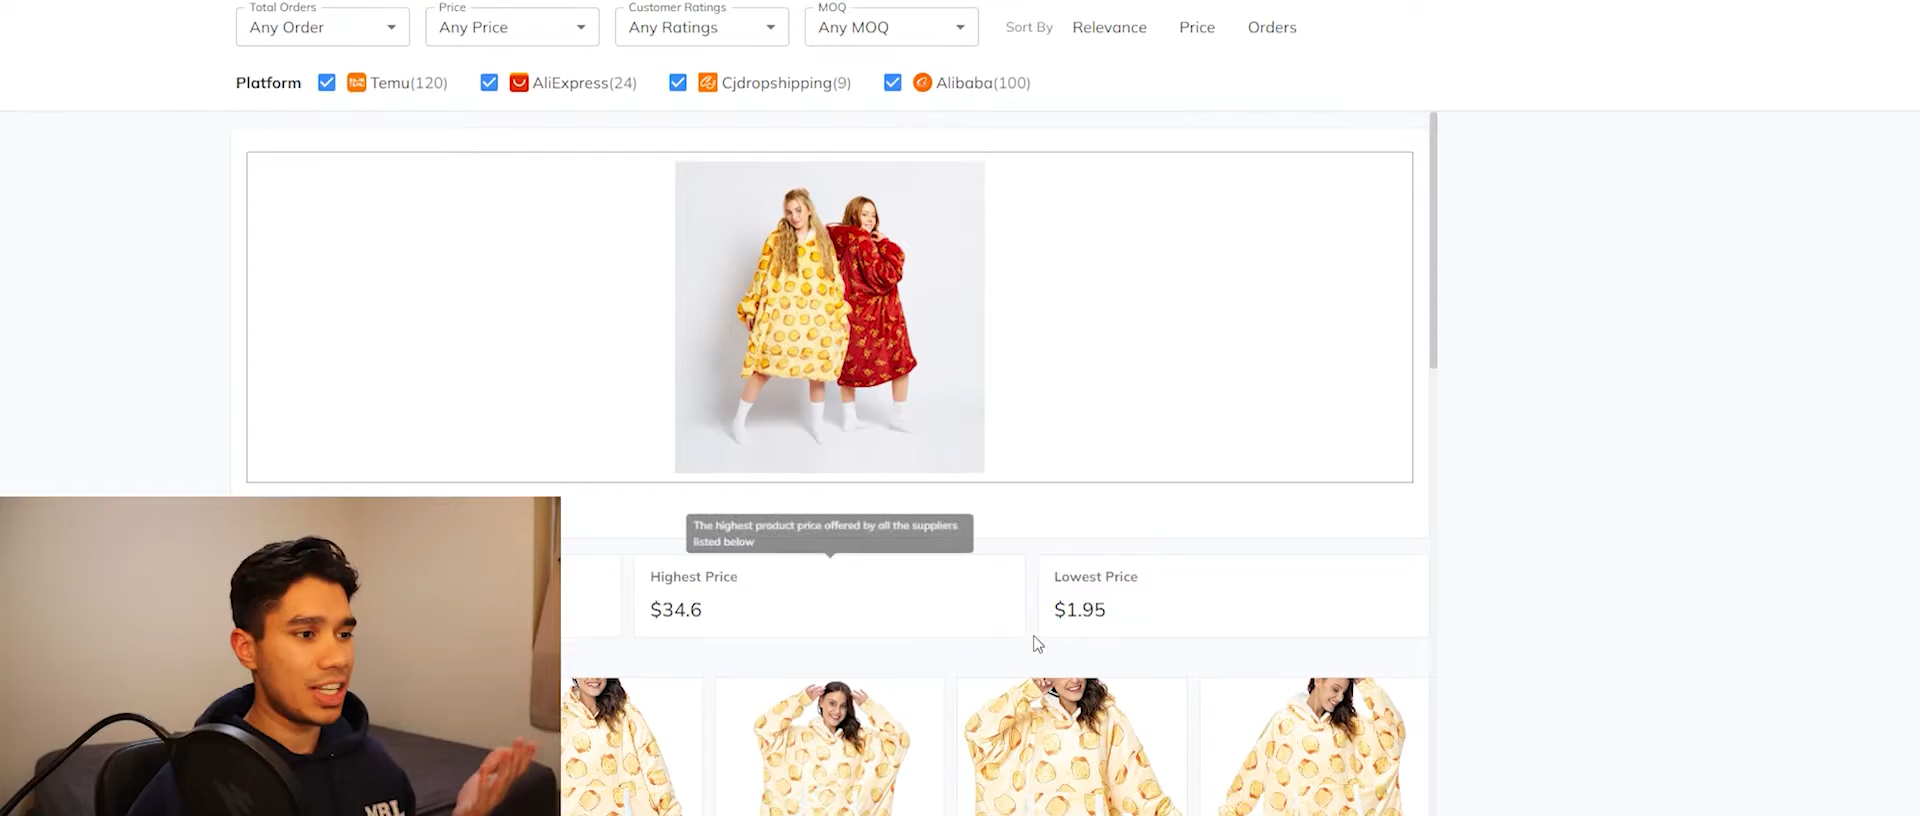 Total Orders
Any Order
Price
Any Price
Customer Ratings
Any Ratings
MOQ
Any MOQ
Sort By Relevance Price Orders
Platform Temu(120) AliExpress(24) Cjdropshipping(9) Alibaba(100)
The highest product price offered by all the suppliers
listed below
Highest Price
$34.6
Lowest Price
$1.95